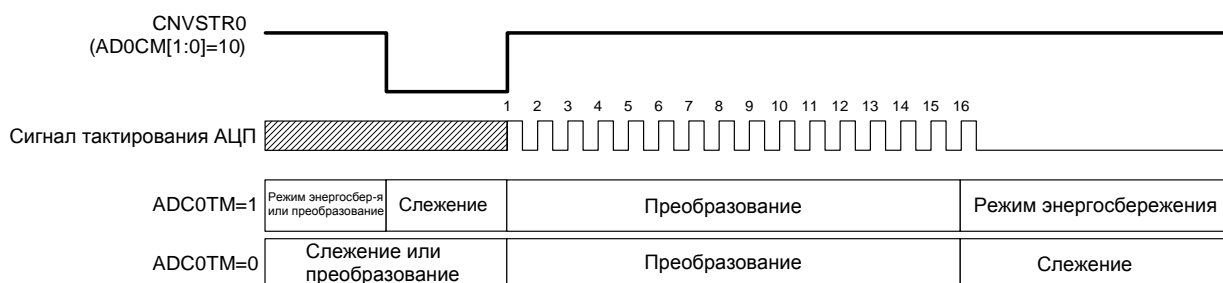 CNVSTR0
(AD0CM[1:0]=10)
1 2 3 4 5 6 7 8 9 10 11 12 13 14 15 16
Сигнал тактирования АЦП
ADC0TM=1
Режим энергосбер-я
или преобразование
Слежение
Преобразование
Режим энергосбережения
ADC0TM=0
Слежение или
преобразование
Преобразование
Слежение